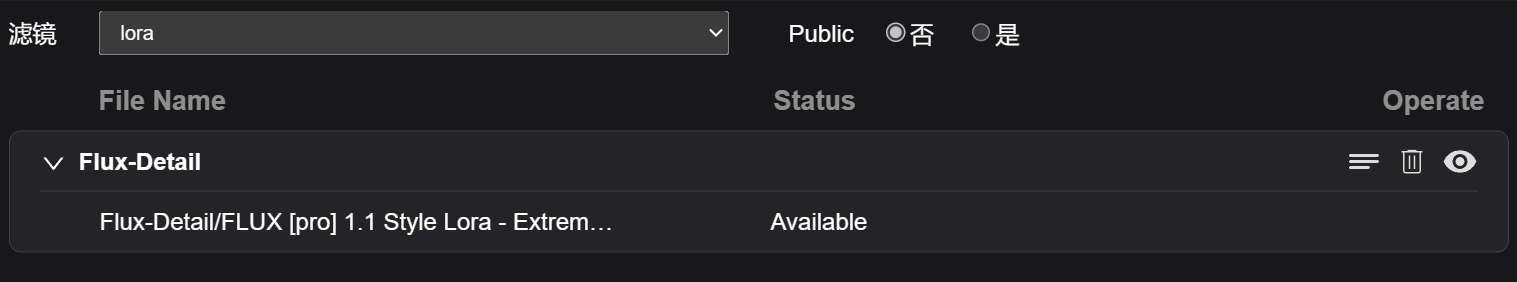 滤镜 lora Public 否 是
File Name Status Operate
Flux-Detail
Flux-Detail/FLUX [pro] 1.1 Style Lora - Extrem… Available